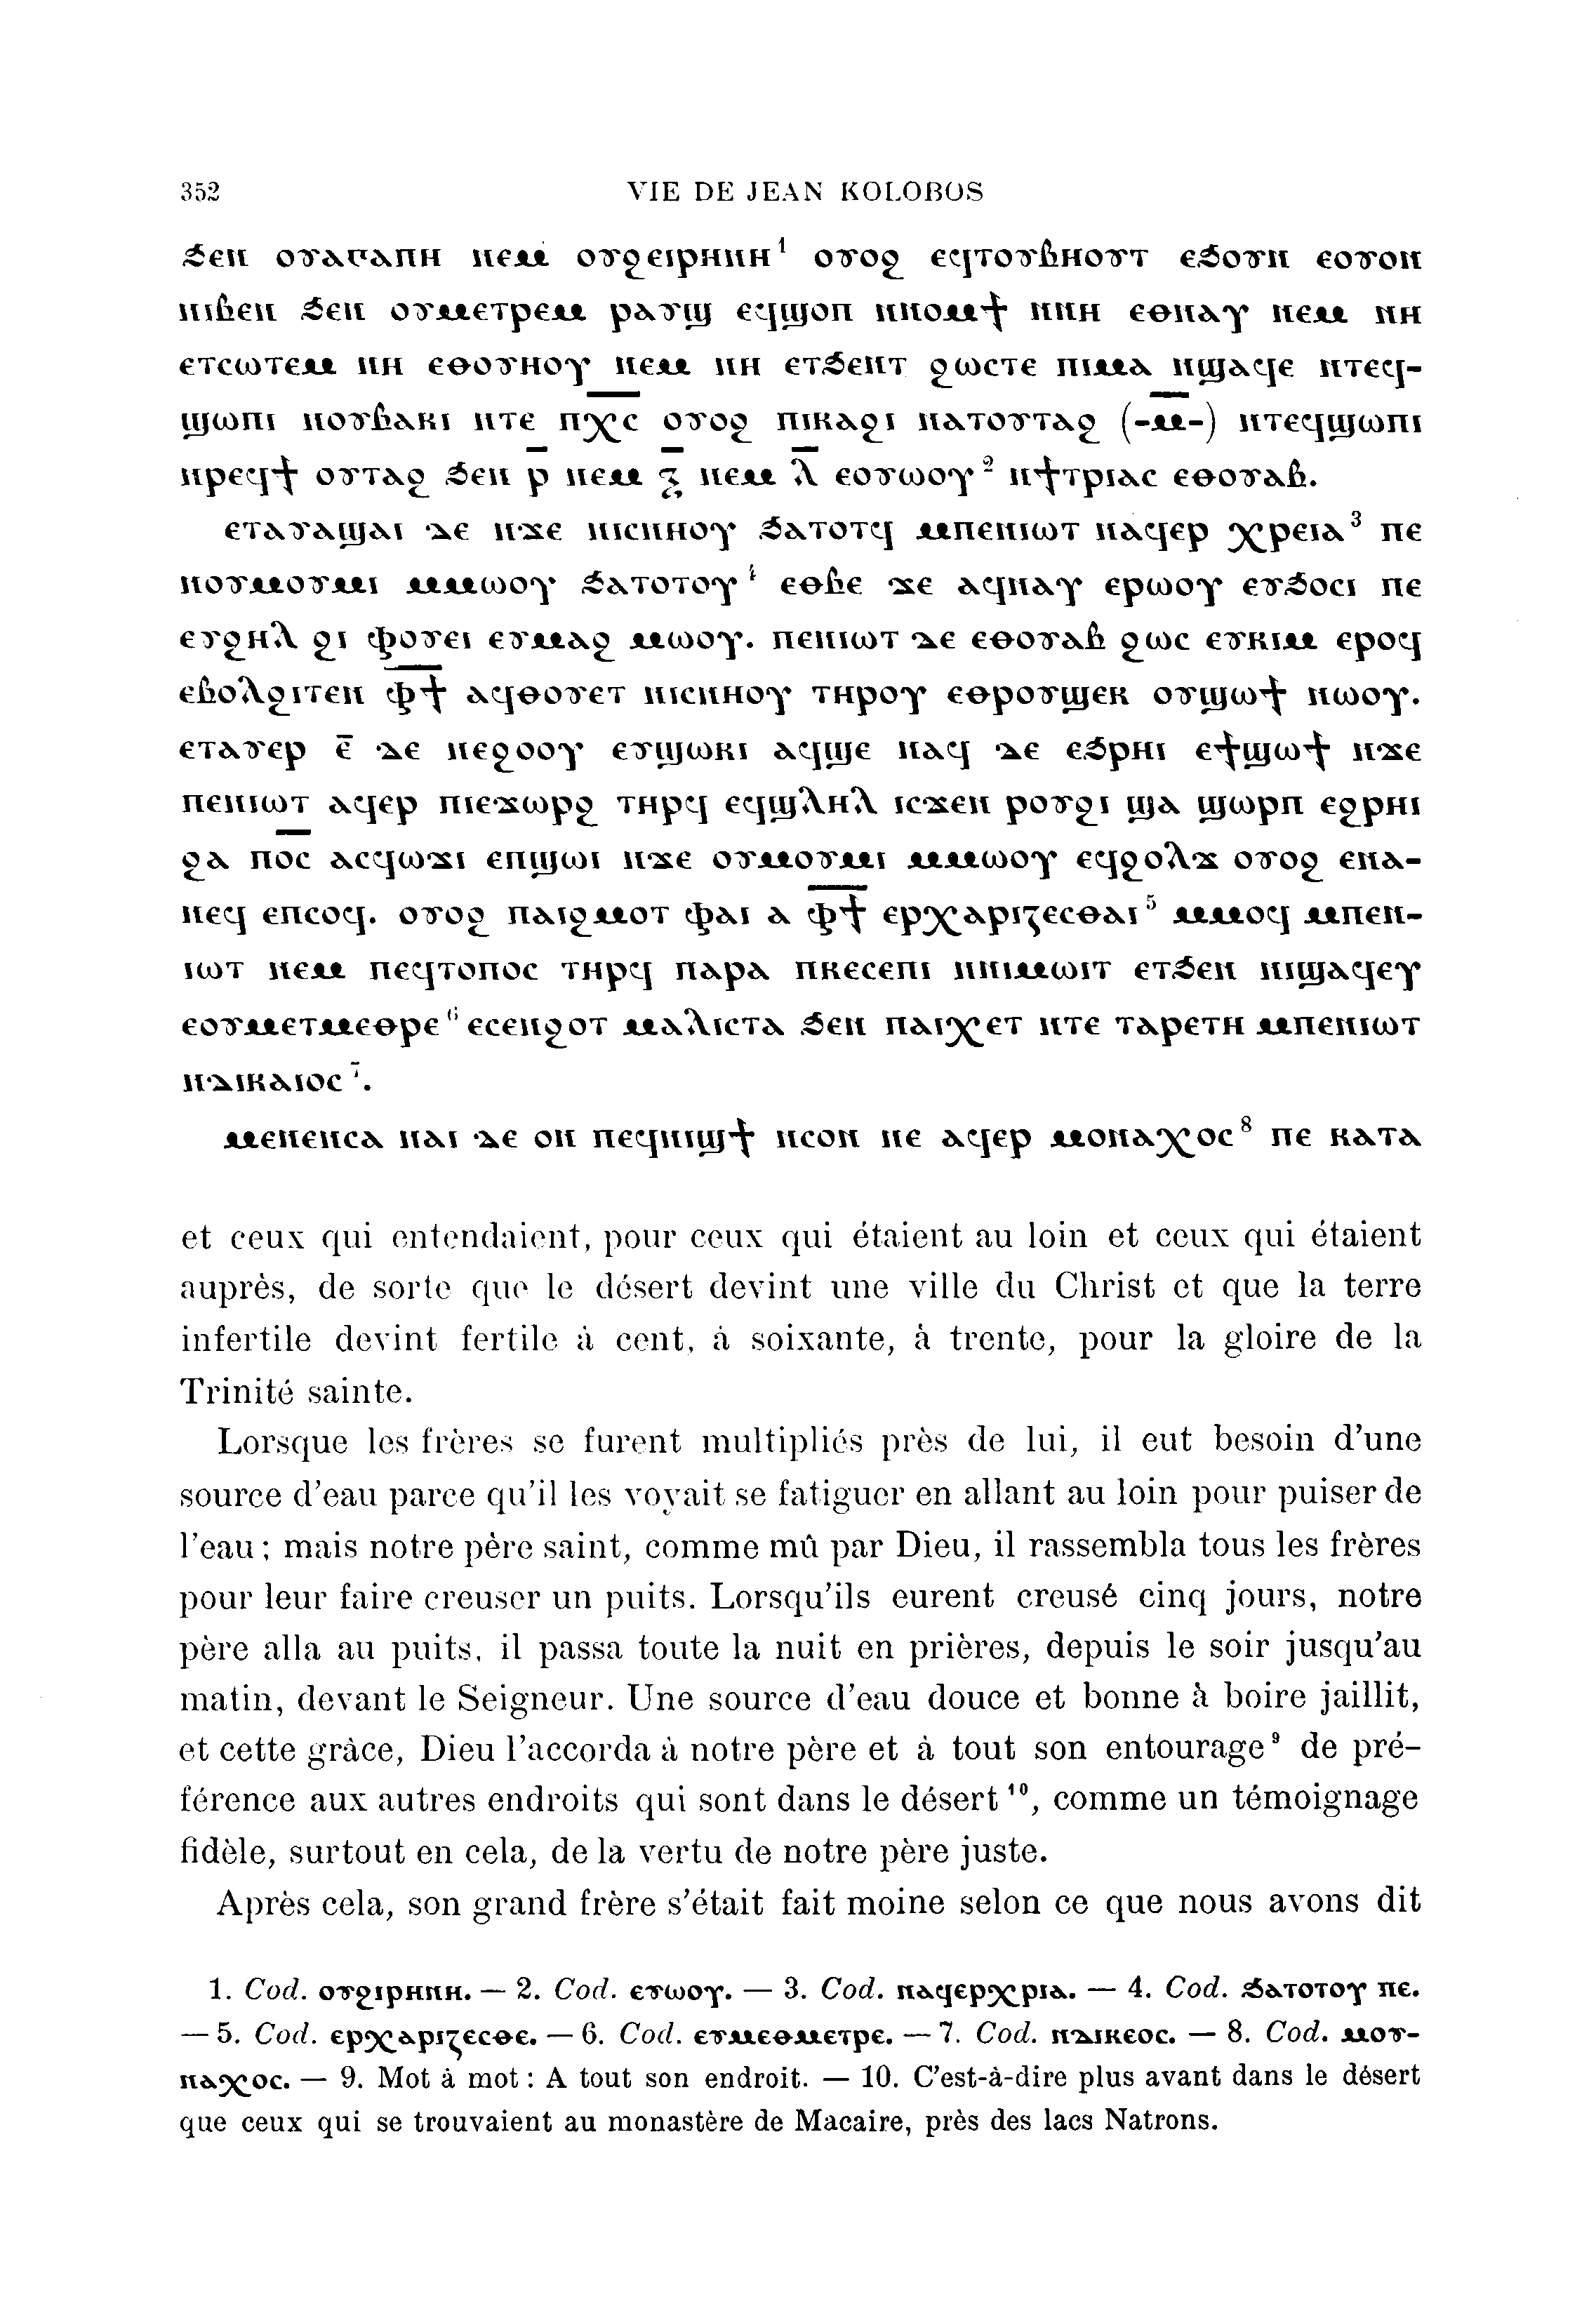 352 VIE DE JEAN KOLOBOS
ϧⲉⲛ ⲟⲩⲁⲅⲁⲡⲏ ⲛⲉⲙ ⲟⲩϩⲉⲓⲣⲏⲛⲏ¹ ⲟⲩⲟϩ ⲉϥⲧⲟⲩⲃⲏⲟⲩⲧ ⲉϧⲟⲩⲛ ⲉⲟⲩⲟⲛ
ⲛⲓⲃⲉⲛ ϧⲉⲛ ⲟⲩⲙⲉⲧⲣⲉⲙ ⲣⲁⲩϣ ⲉϥϣⲟⲡ ⲛⲛⲟⲙϯ ⲛⲛⲏ ⲉⲑⲛⲁⲩ ⲛⲉⲙ ⲛⲏ
ⲉⲧⲥⲱⲧⲉⲙ ⲛⲏ ⲉⲑⲟⲩⲏⲟⲩ ⲛⲉⲙ ⲛⲏ ⲉⲧϧⲉⲛⲧ ϩⲱⲥⲧⲉ ⲡⲓⲙⲁ ⲛϣⲁϥⲉ ⲛⲧⲉϥ-
ϣⲱⲡⲓ ⲛⲟⲩⲃⲁⲕⲓ ⲛⲧⲉ ⲡ̅ⲭ̅ⲥ̅ ⲟⲩⲟϩ ⲡⲓⲕⲁϩⲓ ⲛⲁⲧⲟⲩⲧⲁϩ (-ⲙ̅-) ⲛⲧⲉϥϣⲱⲡⲓ
ⲛⲣⲉϥϯ ⲟⲩⲧⲁϩ ϧⲉⲛ ⲣ̅ ⲛⲉⲙ ⲝ̅ ⲛⲉⲙ ⲗ̅ ⲉⲟⲩⲱⲟⲩ² ⲛϯⲧⲣⲓⲁⲥ ⲉⲑⲟⲩⲁⲃ.
ⲉⲧⲁⲩⲁϣⲁⲓ ⲇⲉ ⲛϫⲉ ⲛⲓⲥⲛⲏⲟⲩ ϧⲁⲧⲟⲧϥ ⲙⲡⲉⲛⲓⲱⲧ ⲛⲁϥⲉⲣ ⲭⲣⲉⲓⲁ³ ⲡⲉ
ⲛⲟⲩⲙⲟⲩⲙⲓ ⲙⲙⲱⲟⲩ ϧⲁⲧⲟⲧⲟⲩ⁴ ⲉⲑⲃⲉ ϫⲉ ⲁϥⲛⲁⲩ ⲉⲣⲱⲟⲩ ⲉⲩϧⲟⲥⲓ ⲡⲉ
ⲉⲩϩⲏⲗ ϩⲓ ⲫⲟⲩⲉⲓ ⲉⲩⲙⲁϩ ⲙⲱⲟⲩ. ⲡⲉⲛⲓⲱⲧ ⲇⲉ ⲉⲑⲟⲩⲁⲃ ϩⲱⲥ ⲉⲩⲕⲓⲙ ⲉⲣⲟϥ
ⲉⲃⲟⲗϩⲓⲧⲉⲛ ⲫ̅ϯ̅ ⲁϥⲑⲟⲩⲉⲧ ⲛⲓⲥⲛⲏⲟⲩ ⲧⲏⲣⲟⲩ ⲉⲑⲣⲟⲩϣⲉⲕ ⲟⲩϣⲱϯ ⲛⲱⲟⲩ.
ⲉⲧⲁⲩⲉⲣ ⲉ̅ ⲇⲉ ⲛⲉϩⲟⲟⲩ ⲉⲩϣⲱⲕⲓ ⲁϥϣⲉ ⲛⲁϥ ⲇⲉ ⲉϧⲣⲏⲓ ⲉϯϣⲱϯ ⲛϫⲉ
ⲡⲉⲛⲓⲱⲧ ⲁϥⲉⲣ ⲡⲓⲉϫⲱⲣϩ ⲧⲏⲣϥ ⲉϥϣⲗⲏⲗ ⲓⲥϫⲉⲛ ⲣⲟⲩϩⲓ ϣⲁ ϣⲱⲣⲡ ⲉϩⲣⲏⲓ
ϩⲁ ⲡ̅ⲟ̅ⲥ̅ ⲁⲥϥⲱϫⲓ ⲉⲡϣⲱⲓ ⲛϫⲉ ⲟⲩⲙⲟⲩⲙⲓ ⲙⲙⲱⲟⲩ ⲉϥϩⲟⲗϫ ⲟⲩⲟϩ ⲉⲛⲁ-
ⲛⲉϥ ⲉⲡⲥⲟϥ. ⲟⲩⲟϩ ⲡⲁⲓϩⲙⲟⲧ ⲫⲁⲓ ⲁ ⲫ̅ϯ̅ ⲉⲣⲭⲁⲣⲓⲍⲉⲥⲑⲁⲓ⁵ ⲙⲙⲟϥ ⲙⲡⲉⲛ-
ⲓⲱⲧ ⲛⲉⲙ ⲡⲉϥⲧⲟⲡⲟⲥ ⲧⲏⲣϥ ⲡⲁⲣⲁ ⲡⲕⲉⲥⲉⲡⲓ ⲛⲛⲓⲙⲱⲓⲧ ⲉⲧϧⲉⲛ ⲛⲓϣⲁϥⲉⲩ
ⲉⲟⲩⲙⲉⲧⲙⲉⲑⲣⲉ⁶ ⲉⲥⲉⲛϩⲟⲧ ⲙⲁⲗⲓⲥⲧⲁ ϧⲉⲛ ⲡⲁⲓⲭⲉⲧ ⲛⲧⲉ ⲧⲁⲣⲉⲧⲏ ⲙⲡⲉⲛⲓⲱⲧ
ⲛⲇⲓⲕⲁⲓⲟⲥ⁷.
ⲙⲉⲛⲉⲛⲥⲁ ⲛⲁⲓ ⲇⲉ ⲟⲛ ⲡⲉϥⲛⲓϣϯ ⲛⲥⲟⲛ ⲛⲉ ⲁϥⲉⲣ ⲙⲟⲛⲁⲭⲟⲥ⁸ ⲡⲉ ⲕⲁⲧⲁ
et ceux qui entendaient, pour ceux qui étaient au loin et ceux qui étaient
auprès, de sorte que le désert devint une ville du Christ et que la terre
infertile devint fertile à cent, à soixante, à trente, pour la gloire de la
Trinité sainte.
Lorsque les frères se furent multipliés près de lui, il eut besoin d'une
source d'eau parce qu'il les voyait se fatiguer en allant au loin pour puiser de
l'eau ; mais notre père saint, comme mû par Dieu, il rassembla tous les frères
pour leur faire creuser un puits. Lorsqu'ils eurent creusé cinq jours, notre
père alla au puits, il passa toute la nuit en prières, depuis le soir jusqu'au
matin, devant le Seigneur. Une source d'eau douce et bonne à boire jaillit,
et cette grâce, Dieu l'accorda à notre père et à tout son entourage⁹ de pré-
férence aux autres endroits qui sont dans le désert¹⁰, comme un témoignage
fidèle, surtout en cela, de la vertu de notre père juste.
Après cela, son grand frère s'était fait moine selon ce que nous avons dit
1. Cod. ⲟⲩϩⲓⲣⲏⲛⲏ. — 2. Cod. ⲉⲩⲱⲟⲩ. — 3. Cod. ⲛⲁϥⲉⲣⲭⲣⲓⲁ. — 4. Cod. ϧⲁⲧⲟⲧⲟⲩ ⲡⲉ.
— 5. Cod. ⲉⲣⲭⲁⲣⲓⲍⲉⲥⲑⲉ. — 6. Cod. ⲉⲩⲙⲉⲑⲙⲉⲧⲣⲉ. — 7. Cod. ⲛⲇⲓⲕⲉⲟⲥ. — 8. Cod. ⲙⲟⲩ-
ⲛⲁⲭⲟⲥ. — 9. Mot à mot : A tout son endroit. — 10. C'est-à-dire plus avant dans le désert
que ceux qui se trouvaient au monastère de Macaire, près des lacs Natrons.